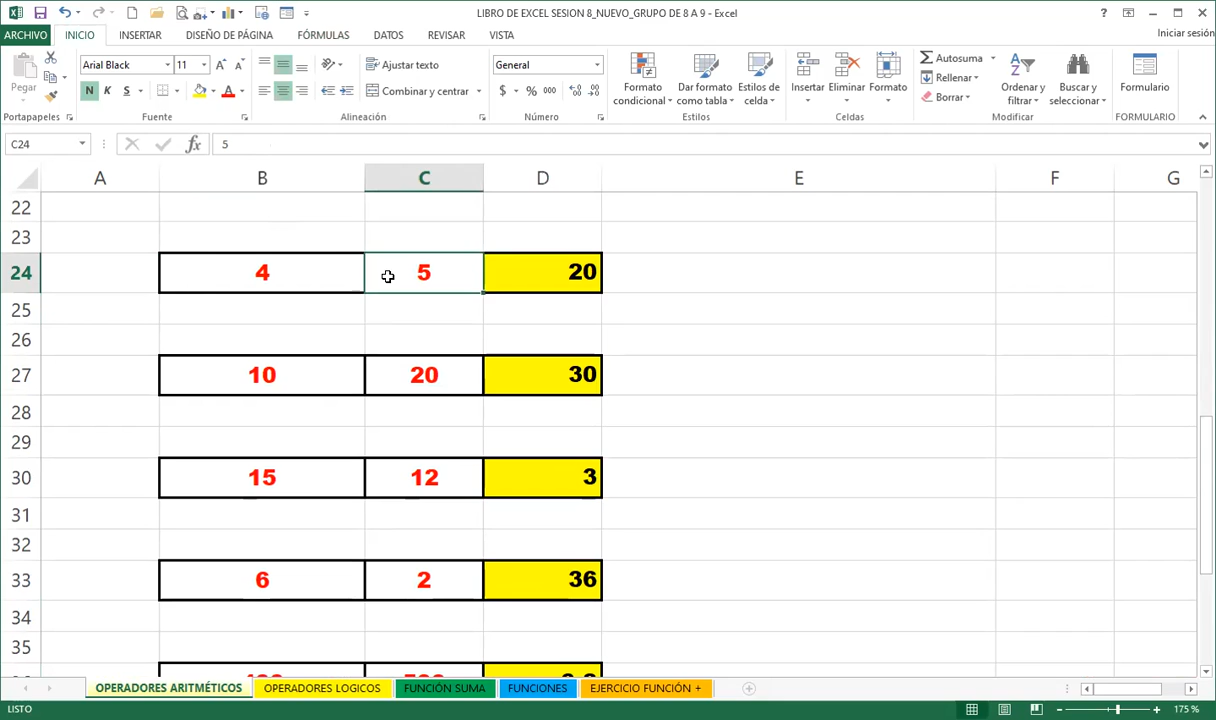 LIBRO DE EXCEL SESION 8_NUEVO_GRUPO DE 8 A 9 - Excel
ARCHIVO INICIO INSERTAR DISEÑO DE PÁGINA FÓRMULAS DATOS REVISAR VISTA Iniciar sesión
Pegar Arial Black 11 Ajustar texto General Formato condicional Dar formato como tabla Estilos de celda Insertar Eliminar Formato Autosuma Rellenar Borrar Ordenar y filtrar Buscar y seleccionar Formulario
N K S Combinar y centrar $ % 000
Portapapeles Fuente Alineación Número Estilos Celdas Modificar FORMULARIO
C24 fx 5
A B C D E F G
22
23
24 4 5 20
25
26
27 10 20 30
28
29
30 15 12 3
31
32
33 6 2 36
34
35
OPERADORES ARITMÉTICOS OPERADORES LOGICOS FUNCIÓN SUMA FUNCIONES EJERCICIO FUNCIÓN +
LISTO 175 %